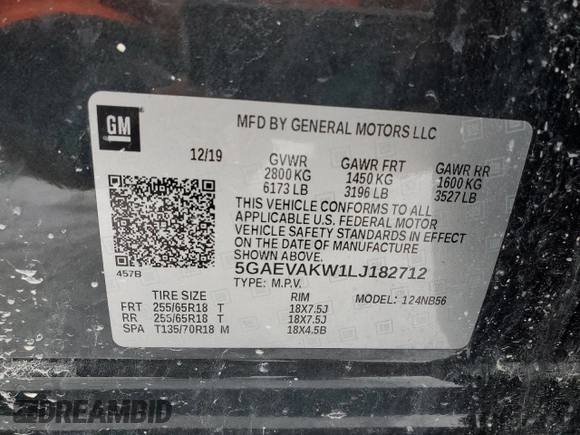 GM
MFD BY GENERAL MOTORS LLC
12/19 GVWR GAWR FRT GAWR RR
2800 KG 1450 KG 1600 KG
6173 LB 3196 LB 3527 LB
THIS VEHICLE CONFORMS TO ALL
APPLICABLE U.S. FEDERAL MOTOR
VEHICLE SAFETY STANDARDS IN EFFECT
ON THE DATE OF MANUFACTURE
SHOWN ABOVE.
457B 5GAEVAKW1LJ182712
TYPE: M.P.V. MODEL: 124NB56
TIRE SIZE RIM
FRT 255/65R18 T 18X7.5J
RR 255/65R18 T 18X7.5J
SPA T135/70R18 M 18X4.5B
DREAMBID